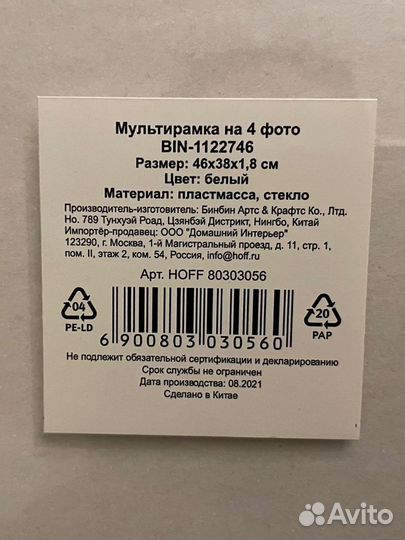 Мультирамка на 4 фото
BIN-1122746
Размер: 46х38х1,8 см
Цвет: белый
Материал: пластмасса, стекло
Производитель-изготовитель: Бинбин Артс & Крафтс Ко., Лтд.
Но. 789 Тунхуэй Роад, Цзянбэй Дистрикт, Нингбо, Китай
Импортёр-продавец: ООО "Домашний Интерьер"
123290, г. Москва, 1-й Магистральный проезд, д. 11, стр. 1,
пом. II, этаж 2, ком. 54, Россия, info@hoff.ru
Арт. HOFF 80303056
04
PE-LD
20
PAP
6 900803 030560
Не подлежит обязательной сертификации и декларированию
Срок службы не ограничен
Дата производства: 08.2021
Сделано в Китае
Avito